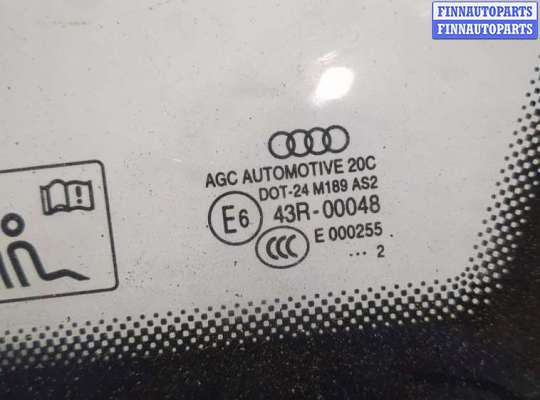 FINNAUTOPARTS
FINNAUTOPARTS
AGC AUTOMOTIVE 20C
DOT-24 M189 AS2
E6 43R-00048
CCC E 000255
... 2